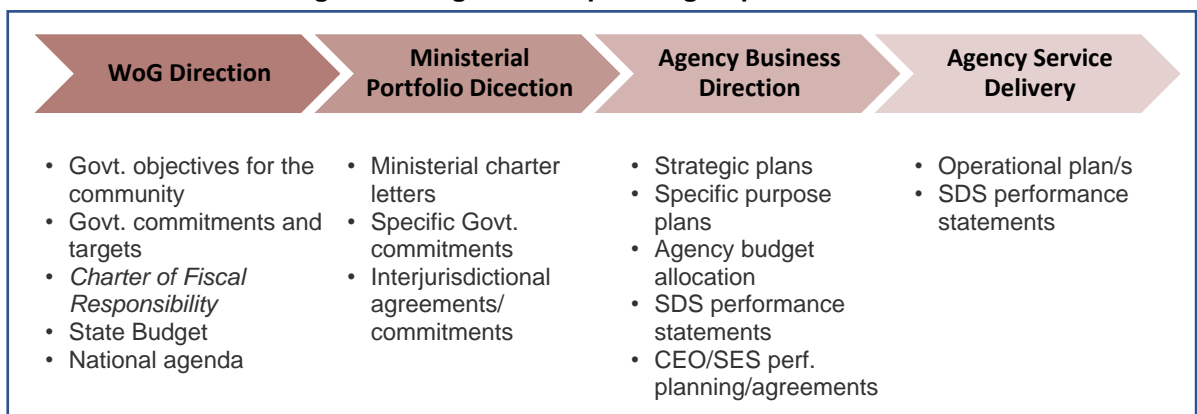 WoG Direction
Ministerial
Portfolio Dicection
Agency Business
Direction
Agency Service
Delivery
• Govt. objectives for the
community
• Govt. commitments and
targets
• Charter of Fiscal
Responsibility
• State Budget
• National agenda
• Ministerial charter
letters
• Specific Govt.
commitments
• Interjurisdictional
agreements/
commitments
• Strategic plans
• Specific purpose
plans
• Agency budget
allocation
• SDS performance
statements
• CEO/SES perf.
planning/agreements
• Operational plan/s
• SDS performance
statements